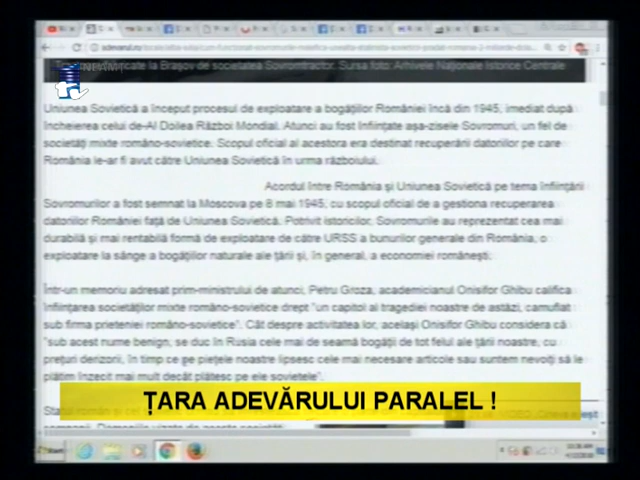 adevarul.ro
Tractoare fabricate la Brașov de societatea Sovromtractor. Sursa foto: Arhivele Naționale Istorice Centrale
Uniunea Sovietică a început procesul de exploatare a bogățiilor României încă din 1945, imediat după
încheierea celui de-Al Doilea Război Mondial. Atunci au fost înființate așa-zisele Sovromuri, un fel de
societăți mixte româno-sovietice. Scopul oficial al acestora era destinat recuperării datoriilor pe care
România le-ar fi avut către Uniunea Sovietică în urma războiului.
Acordul între România și Uniunea Sovietică pe tema înființării
Sovromurilor a fost semnat la Moscova pe 8 mai 1945, cu scopul oficial de a gestiona recuperarea
datoriilor României față de Uniunea Sovietică. Potrivit istoricilor, Sovromurile au reprezentat cea mai
durabilă și mai rentabilă formă de exploatare de către URSS a bunurilor generale din România, o
exploatare la sânge a bogățiilor naturale ale țării și, în general, a economiei românești.
Într-un memoriu adresat prim-ministrului de atunci, Petru Groza, academicianul Onisifor Ghibu califica
înființarea societăților mixte româno-sovietice drept "un capitol al tragediei noastre de astăzi, camuflat
sub firma prieteniei româno-sovietice". Cât despre activitatea lor, același Onisifor Ghibu considera că
"sub acest nume benign, se duc în Rusia cele mai de seamă bogății de tot felul ale țării noastre, cu
prețuri derizorii, în timp ce pe piețele noastre lipsesc cele mai necesare articole sau suntem nevoiți să le
plătim înzecit mai mult decât plătesc pe ele sovietele".
ȚARA ADEVĂRULUI PARALEL !